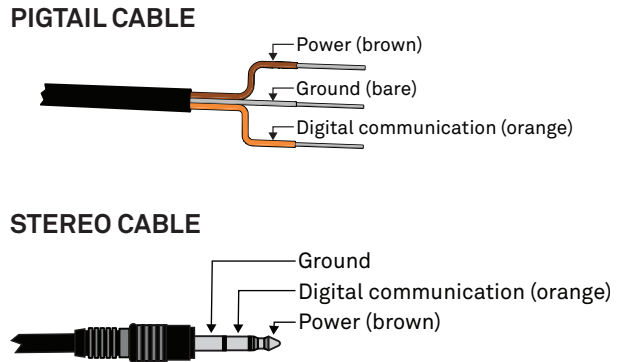 PIGTAIL CABLE
Power (brown)
Ground (bare)
Digital communication (orange)
STEREO CABLE
Ground
Digital communication (orange)
Power (brown)